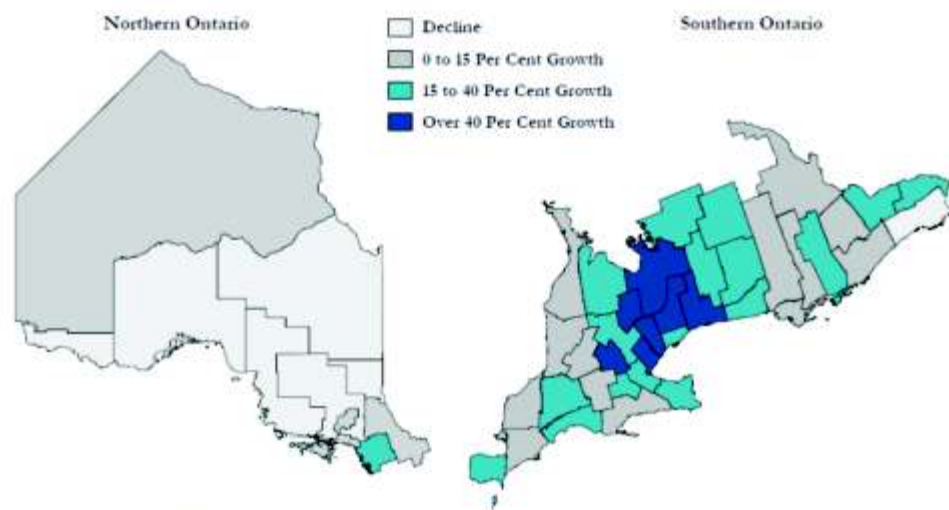 Northern Ontario
Decline
0 to 15 Per Cent Growth
15 to 40 Per Cent Growth
Over 40 Per Cent Growth
Southern Ontario